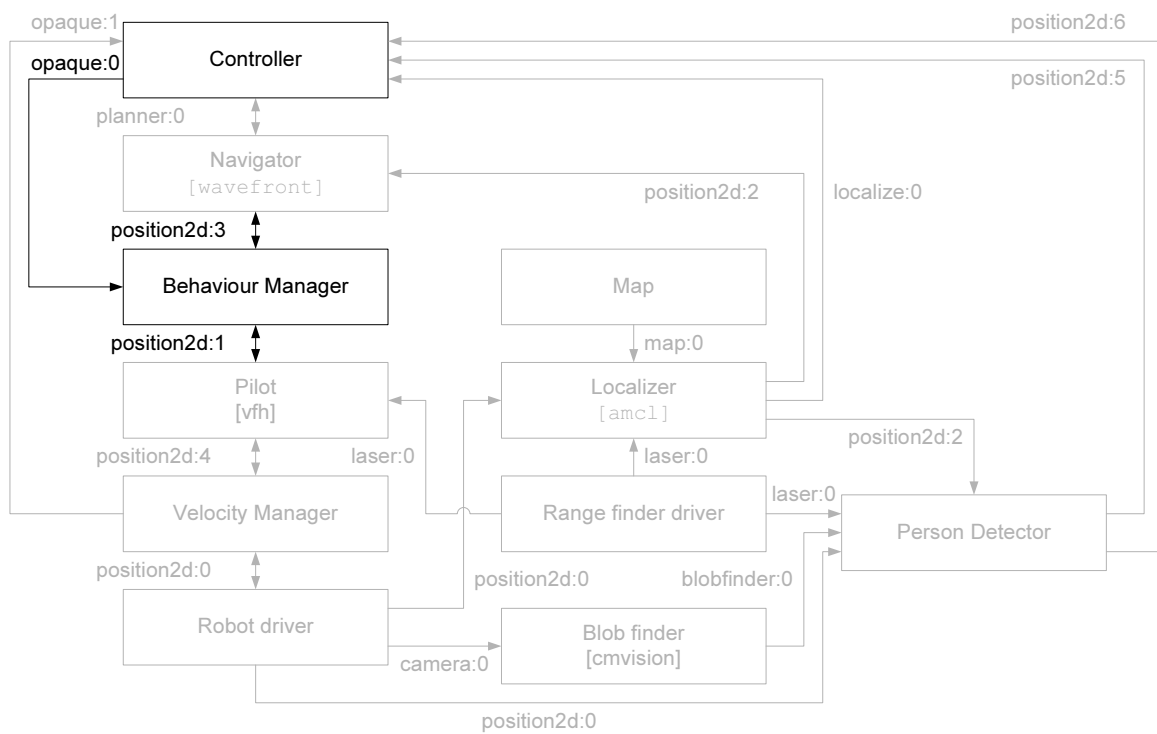 opaque:1
position2d:6
Controller
opaque:0
position2d:5
planner:0
Navigator
[wavefront]
position2d:2
localize:0
position2d:3
Behaviour Manager
Map
position2d:1
map:0
Pilot
[vfh]
Localizer
[amcl]
position2d:2
position2d:4
laser:0
laser:0
laser:0
Velocity Manager
Range finder driver
Person Detector
position2d:0
position2d:0
blobfinder:0
Robot driver
Blob finder
[cmvision]
camera:0
position2d:0